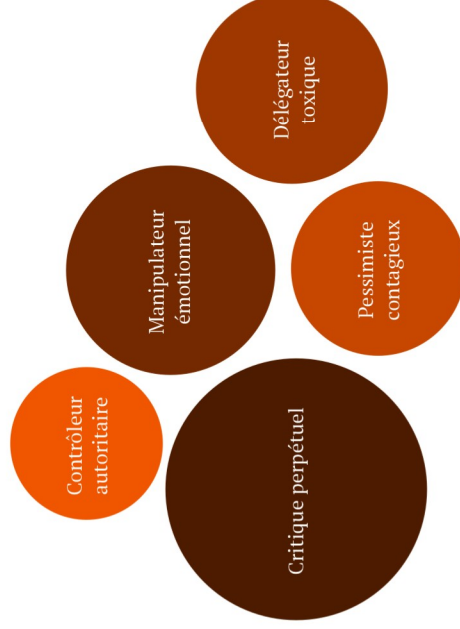 Contrôleur
autoritaire
Critique perpétuel
Manipulateur
émotionnel
Pessimiste
contagieux
Délégateur
toxique